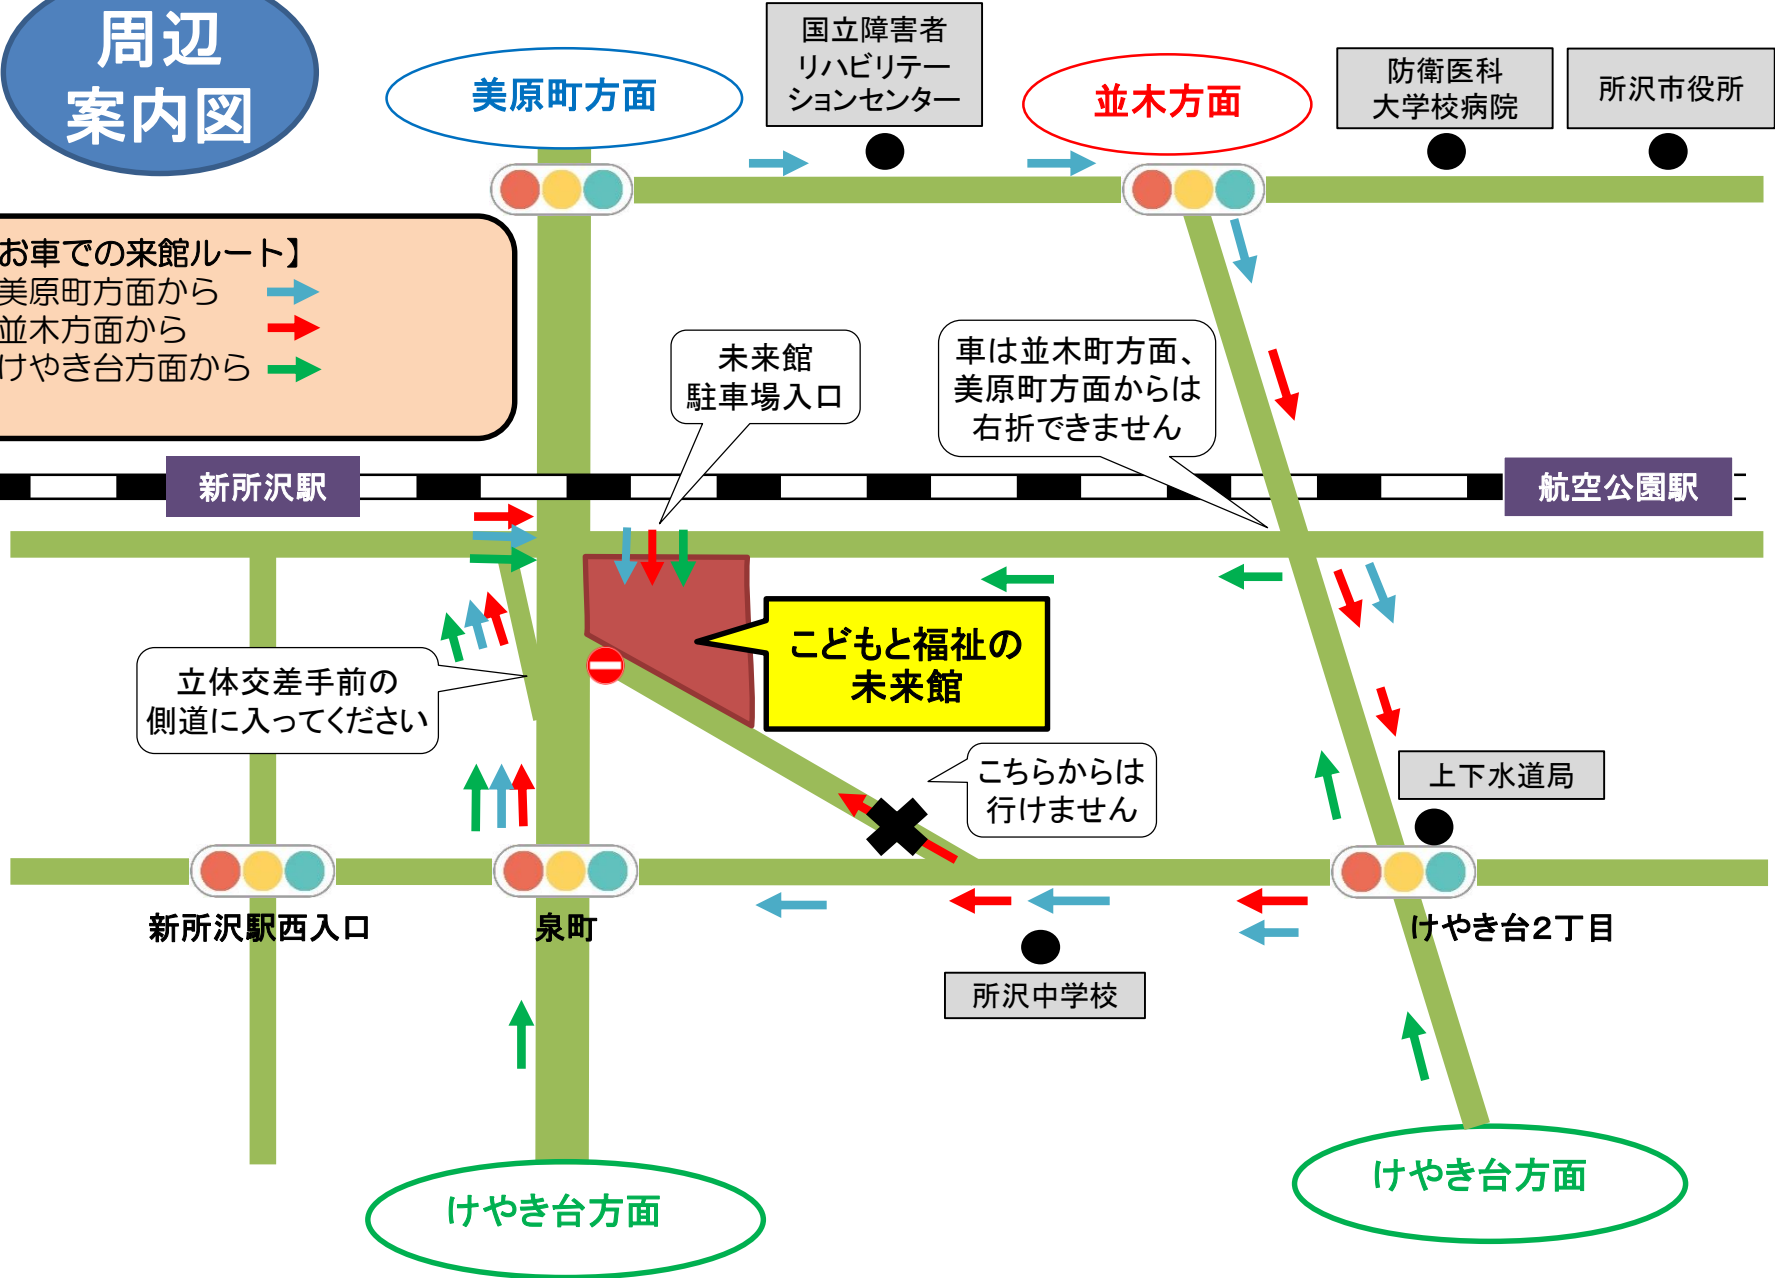 周辺
案内図
美原町方面
国立障害者
リハビリテー
ションセンター
並木方面
防衛医科
大学校病院
所沢市役所
お車での来館ルート】
美原町方面から
並木方面から
けやき台方面から
未来館
駐車場入口
車は並木町方面、
美原町方面からは
右折できません
新所沢駅
航空公園駅
こどもと福祉の
未来館
立体交差手前の
側道に入ってください
こちらからは
行けません
上下水道局
新所沢駅西入口
泉町
けやき台2丁目
所沢中学校
けやき台方面
けやき台方面